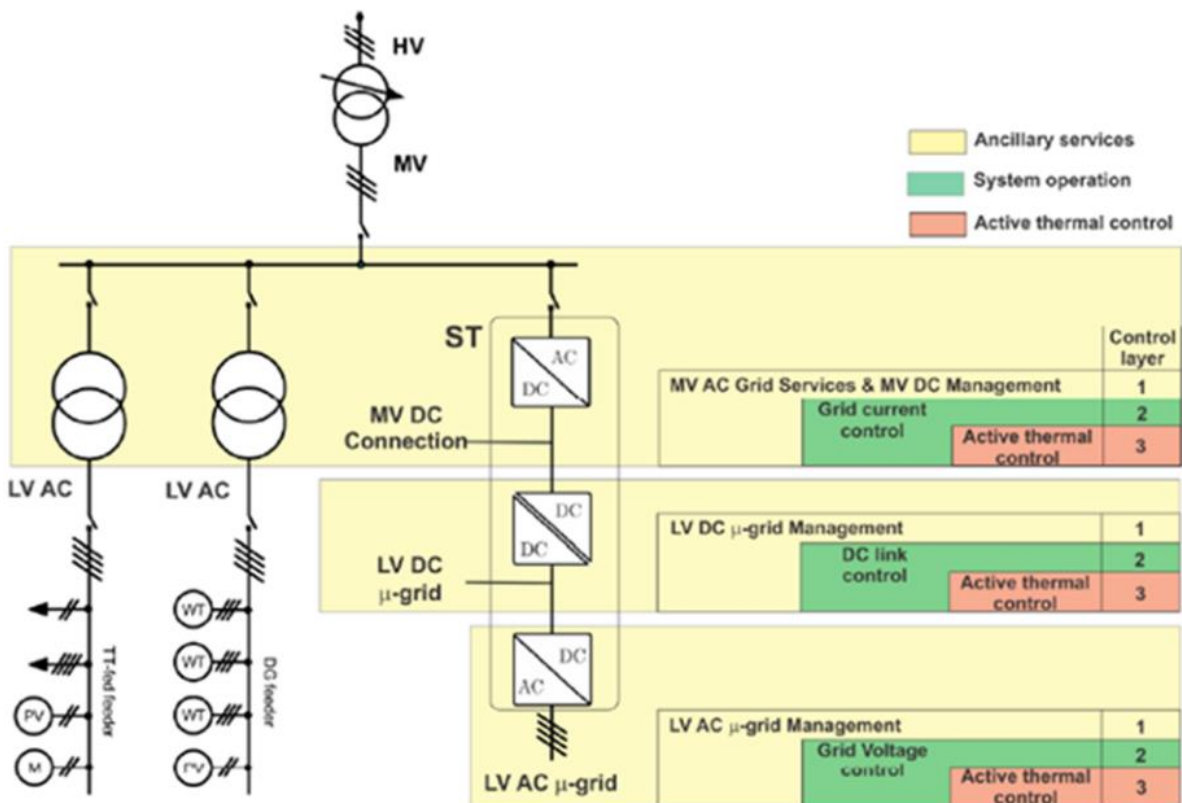 HV
MV
Ancillary services
System operation
Active thermal control
ST
AC
DC
MV DC
Connection
Control
layer
MV AC Grid Services & MV DC Management 1
Grid current
control
2
Active thermal
control
3
LV AC
LV AC
DC
DC
LV DC
μ-grid
LV DC μ-grid Management 1
DC link
control
2
Active thermal
control
3
TT-fed feeder
PV
M
WT
WT
WT
PV
DG feeder
DC
AC
LV AC μ-grid
LV AC μ-grid Management 1
Grid Voltage
control
2
Active thermal
control
3